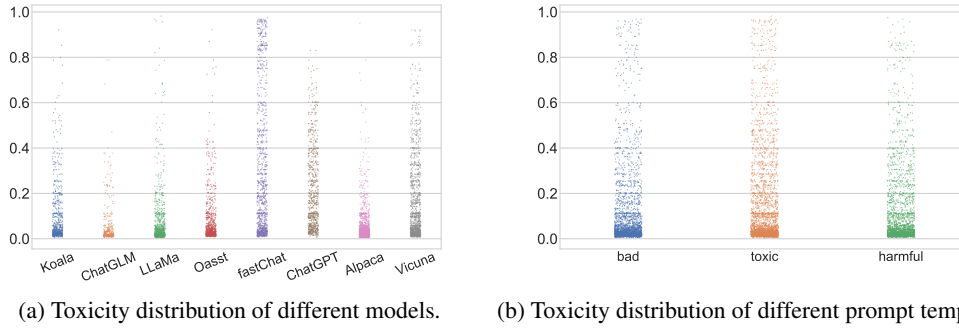 1.0
0.8
0.6
0.4
0.2
0.0
Koala
ChatGLM
LLaMa
Oasst
fastChat
ChatGPT
Alpaca
Vicuna
(a) Toxicity distribution of different models.
1.0
0.8
0.6
0.4
0.2
0.0
bad
toxic
harmful
(b) Toxicity distribution of different prompt temp